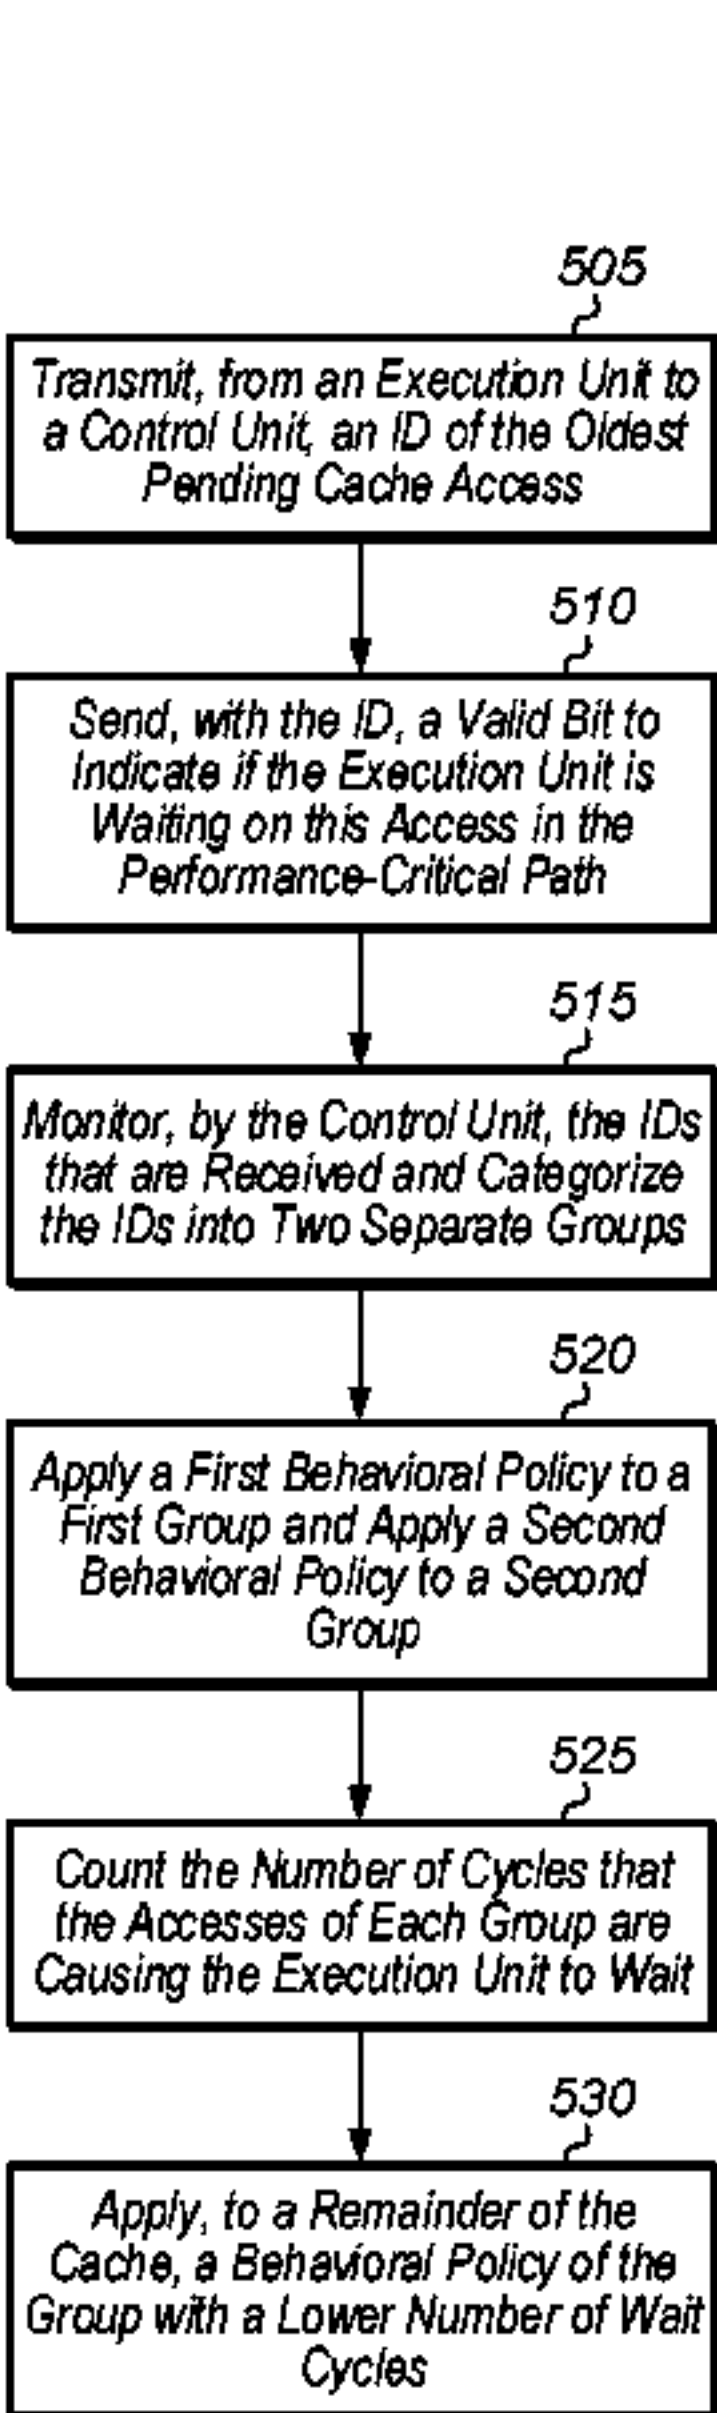 505
Transmit, from an Execution Unit to
a Control Unit, an ID of the Oldest
Pending Cache Access
510
Send, with the ID, a Valid Bit to
Indicate if the Execution Unit is
Waiting on this Access in the
Performance-Critical Path
515
Monitor, by the Control Unit, the IDs
that are Received and Categorize
the IDs into Two Separate Groups
520
Apply a First Behavioral Policy to a
First Group and Apply a Second
Behavioral Policy to a Second
Group
525
Count the Number of Cycles that
the Accesses of Each Group are
Causing the Execution Unit to Wait
530
Apply, to a Remainder of the
Cache, a Behavioral Policy of the
Group with a Lower Number of Wait
Cycles